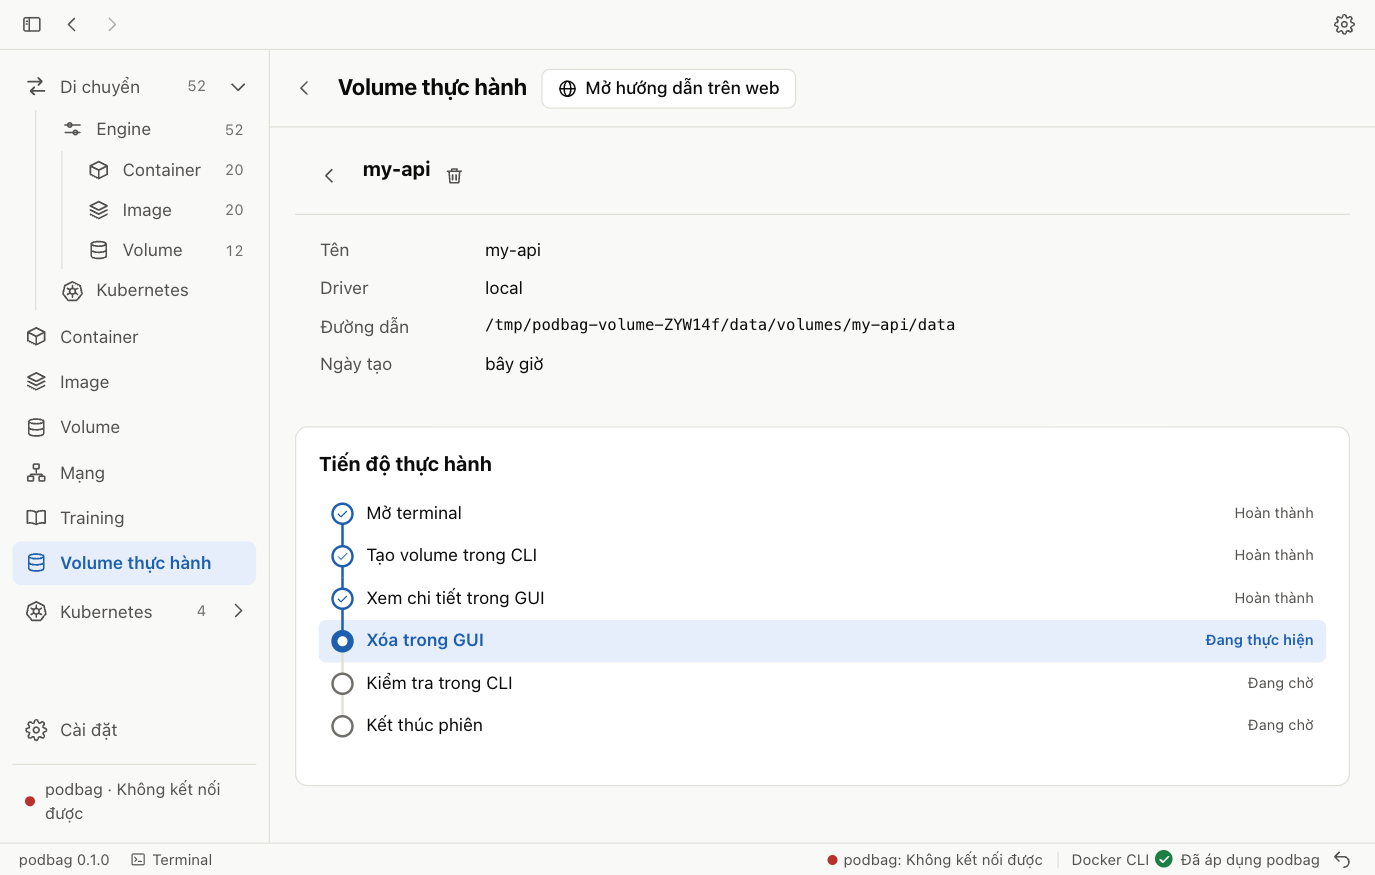 Di chuyển 52
Engine 52
Container 20
Image 20
Volume 12
Kubernetes
Container
Image
Volume
Mạng
Training
Volume thực hành
Kubernetes 4
Cài đặt
podbag · Không kết nối
được
Volume thực hành
Mở hướng dẫn trên web
my-api
Tên my-api
Driver local
Đường dẫn /tmp/podbag-volume-ZYW14f/data/volumes/my-api/data
Ngày tạo bây giờ
Tiến độ thực hành
Mở terminal Hoàn thành
Tạo volume trong CLI Hoàn thành
Xem chi tiết trong GUI Hoàn thành
Xóa trong GUI Đang thực hiện
Kiểm tra trong CLI Đang chờ
Kết thúc phiên Đang chờ
podbag 0.1.0 Terminal podbag: Không kết nối được Docker CLI Đã áp dụng podbag